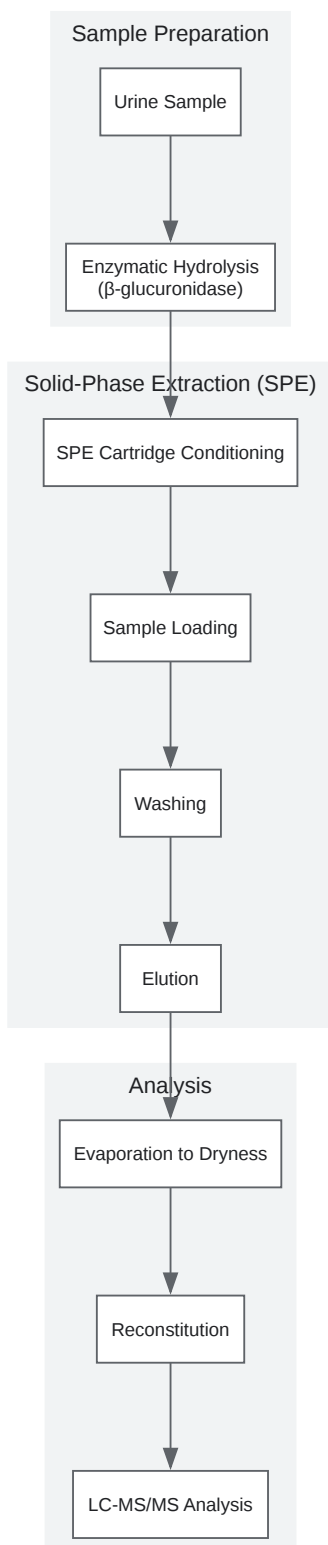 Sample Preparation
Urine Sample
Enzymatic Hydrolysis
(β-glucuronidase)
Solid-Phase Extraction (SPE)
SPE Cartridge Conditioning
Sample Loading
Washing
Elution
Analysis
Evaporation to Dryness
Reconstitution
LC-MS/MS Analysis